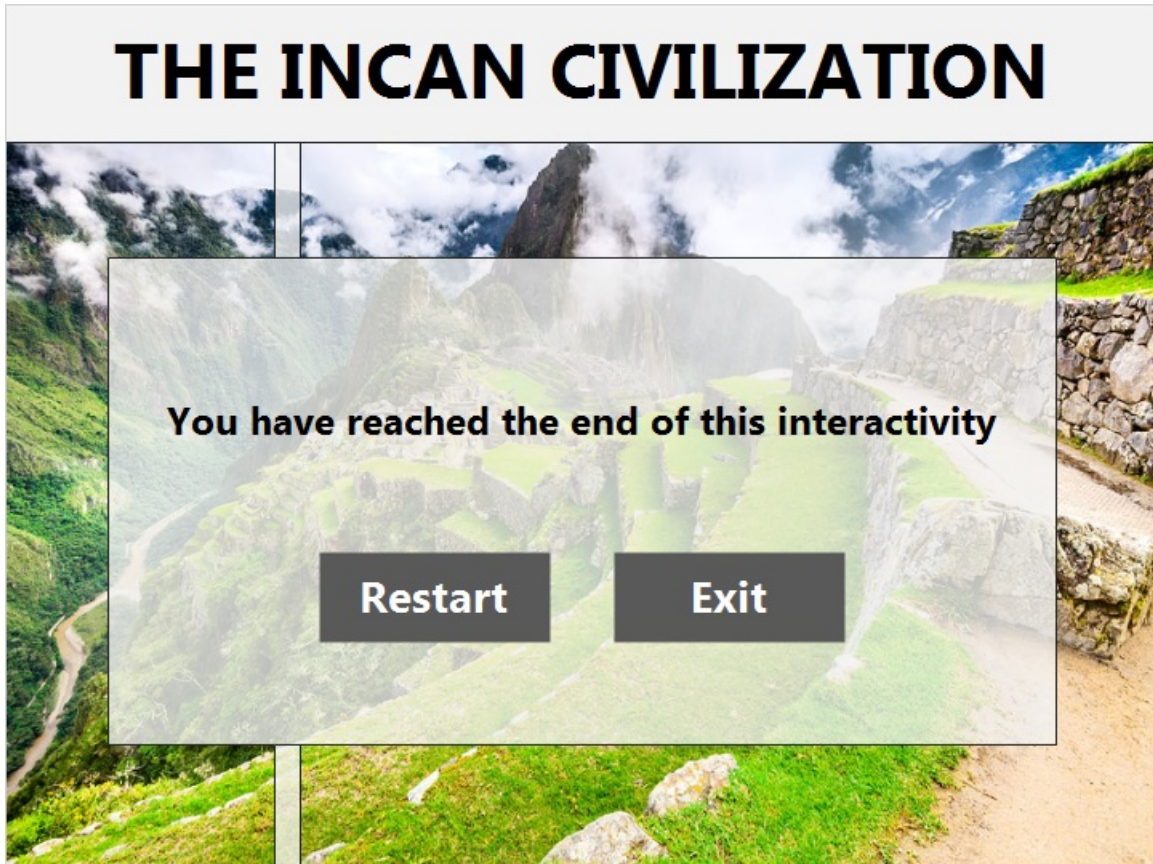 THE INCAN CIVILIZATION
You have reached the end of this interactivity
Restart
Exit